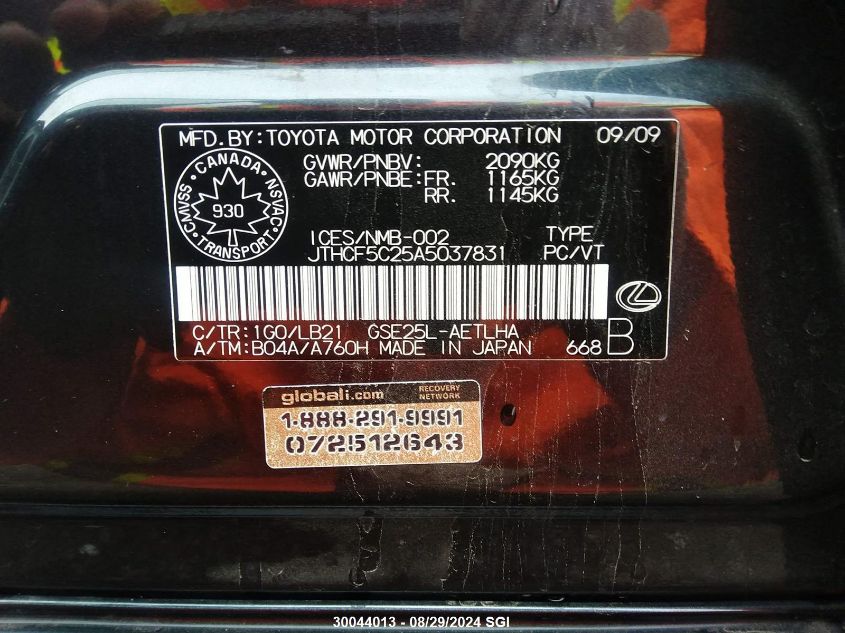 MFD.BY:TOYOTA MOTOR CORPORATION 09/09
GVWR/PNBV: 2090KG
GAWR/PNBE:FR. 1165KG
RR. 1145KG
CANADA
CMVSS NSVAC
930
TRANSPORT
ICES/NMB-002 TYPE
JTHCF5C25A5037831 PC/VT
C/TR:1G0/LB21 GSE25L-AETLHA
A/TM:B04A/A760H MADE IN JAPAN 668 B
globali.com RECOVERY
NETWORK
1-888-291-9991
072512643
30044013 - 08/29/2024 SGI